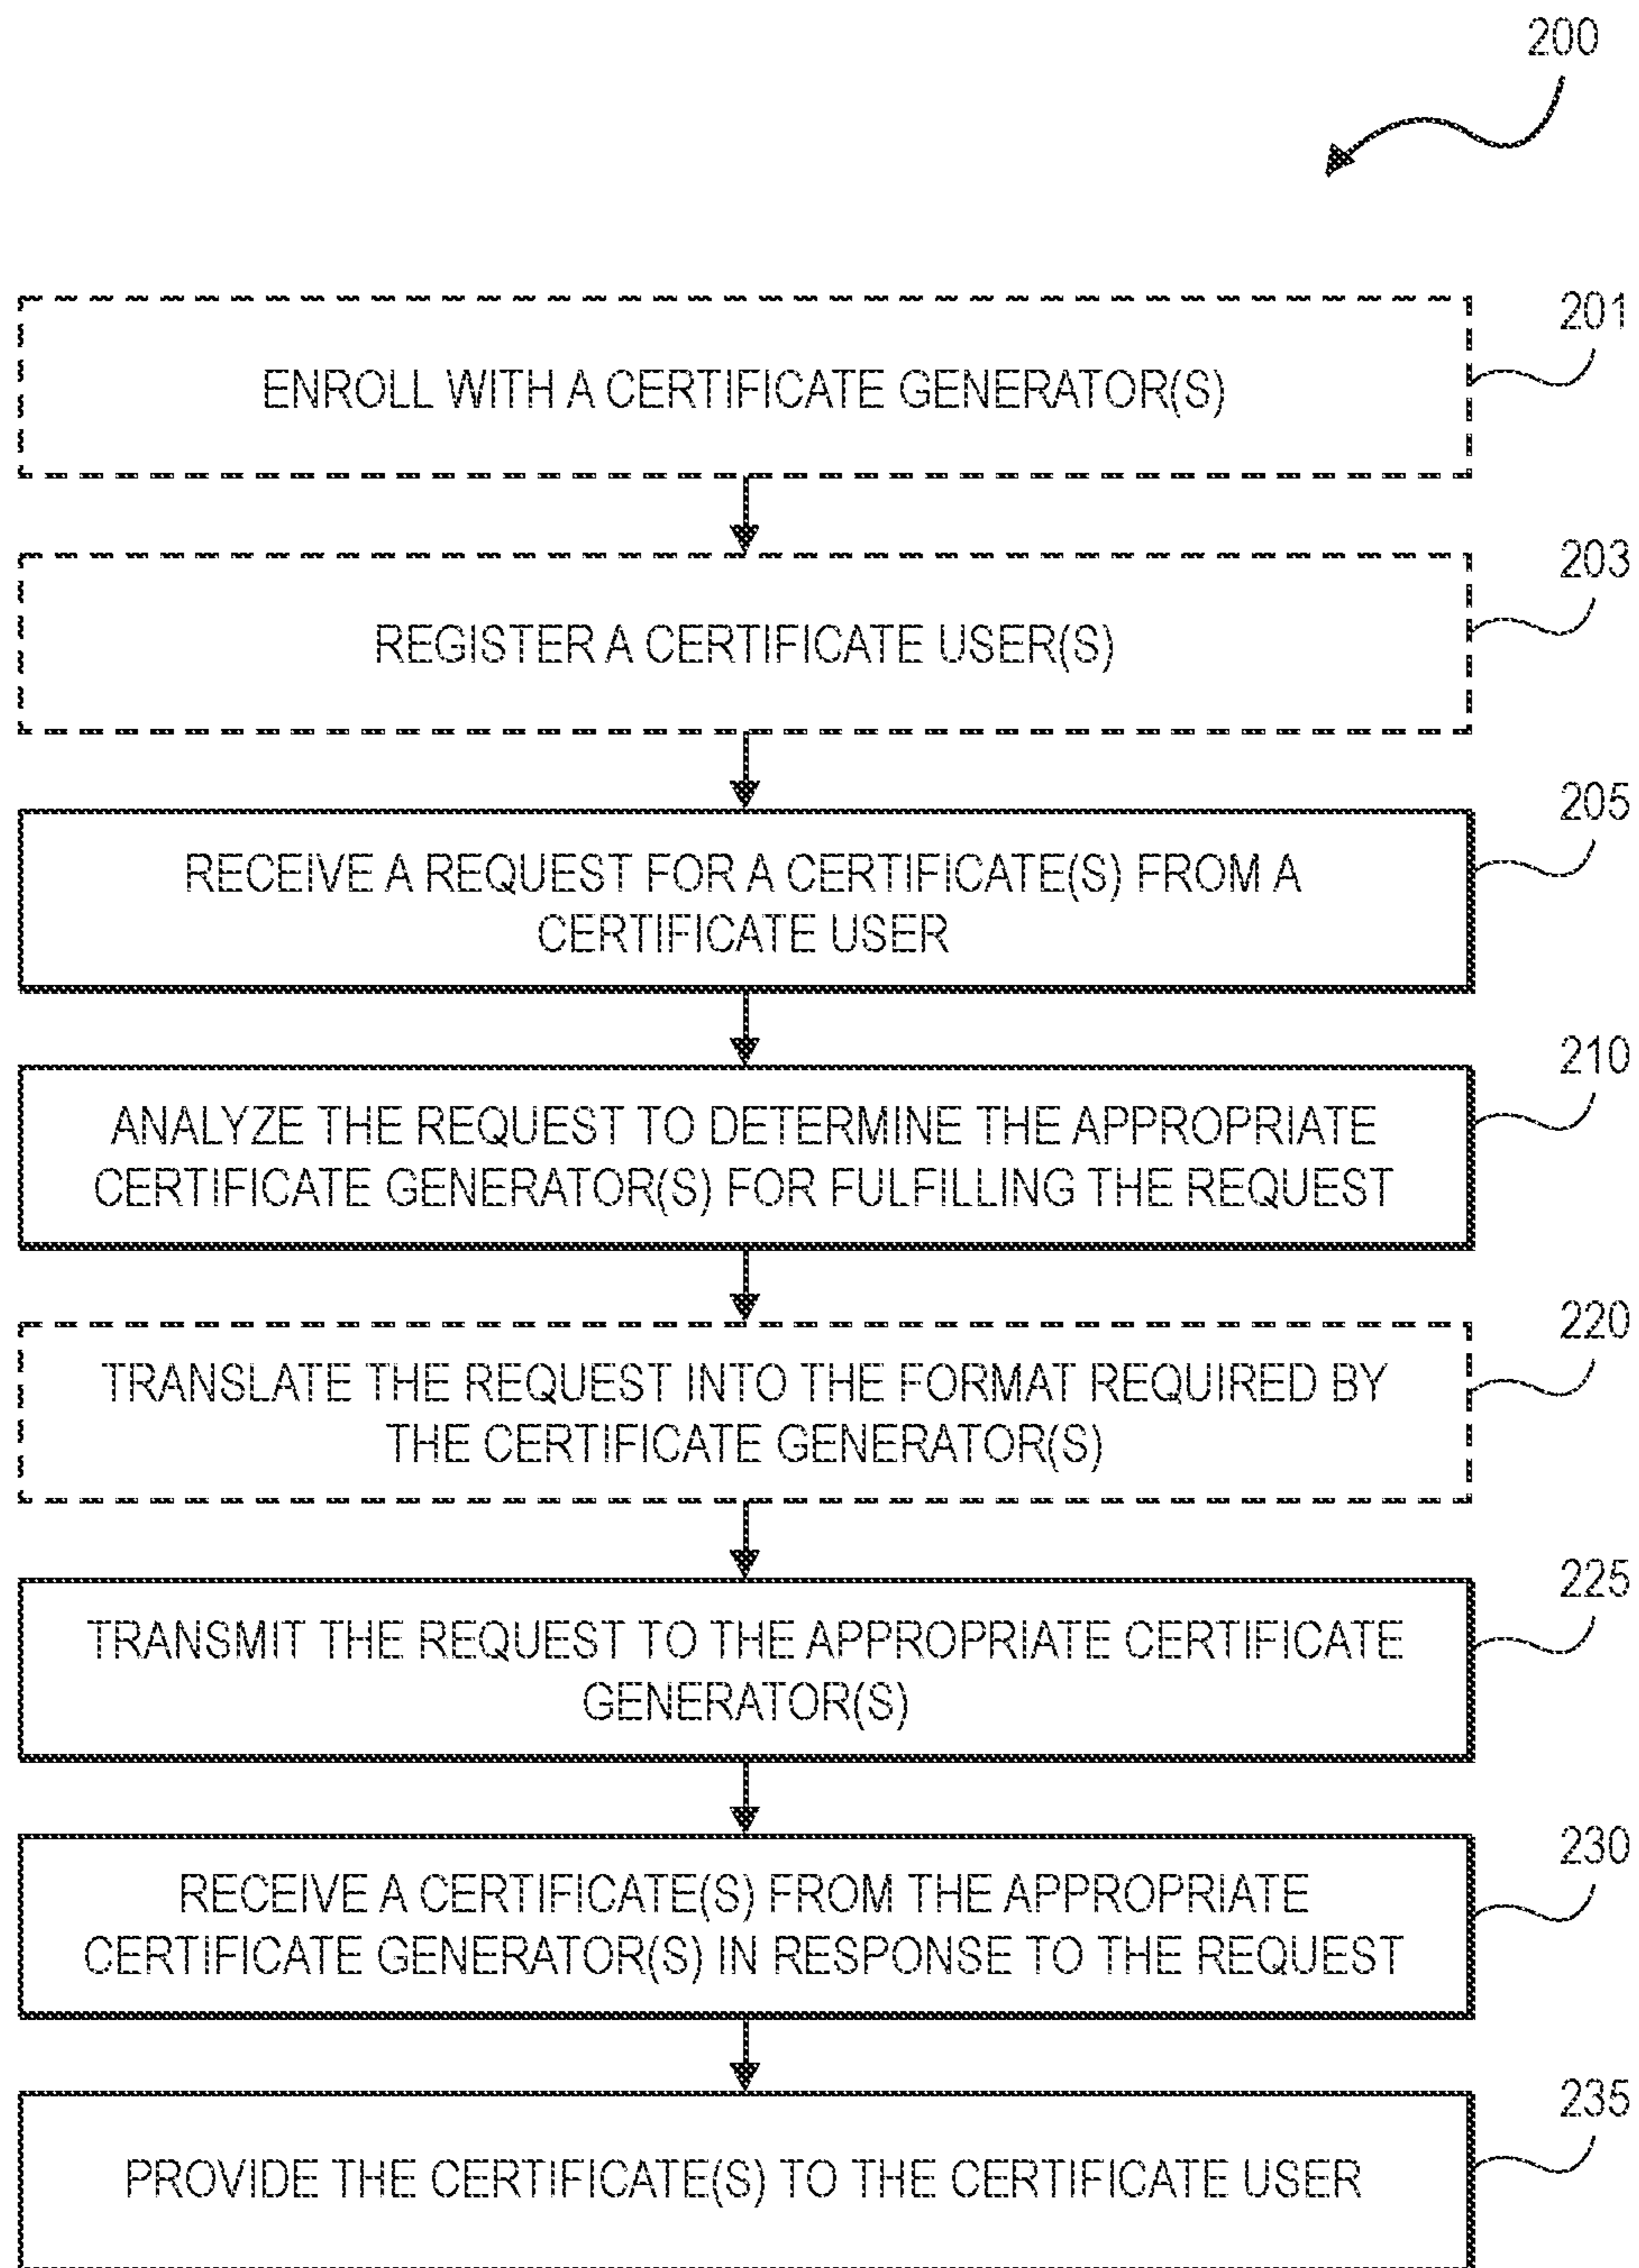 200
201
ENROLL WITH A CERTIFICATE GENERATOR(S)
203
REGISTER A CERTIFICATE USER(S)
205
RECEIVE A REQUEST FOR A CERTIFICATE(S) FROM A
CERTIFICATE USER
210
ANALYZE THE REQUEST TO DETERMINE THE APPROPRIATE
CERTIFICATE GENERATOR(S) FOR FULFILLING THE REQUEST
220
TRANSLATE THE REQUEST INTO THE FORMAT REQUIRED BY
THE CERTIFICATE GENERATOR(S)
225
TRANSMIT THE REQUEST TO THE APPROPRIATE CERTIFICATE
GENERATOR(S)
230
RECEIVE A CERTIFICATE(S) FROM THE APPROPRIATE
CERTIFICATE GENERATOR(S) IN RESPONSE TO THE REQUEST
235
PROVIDE THE CERTIFICATE(S) TO THE CERTIFICATE USER